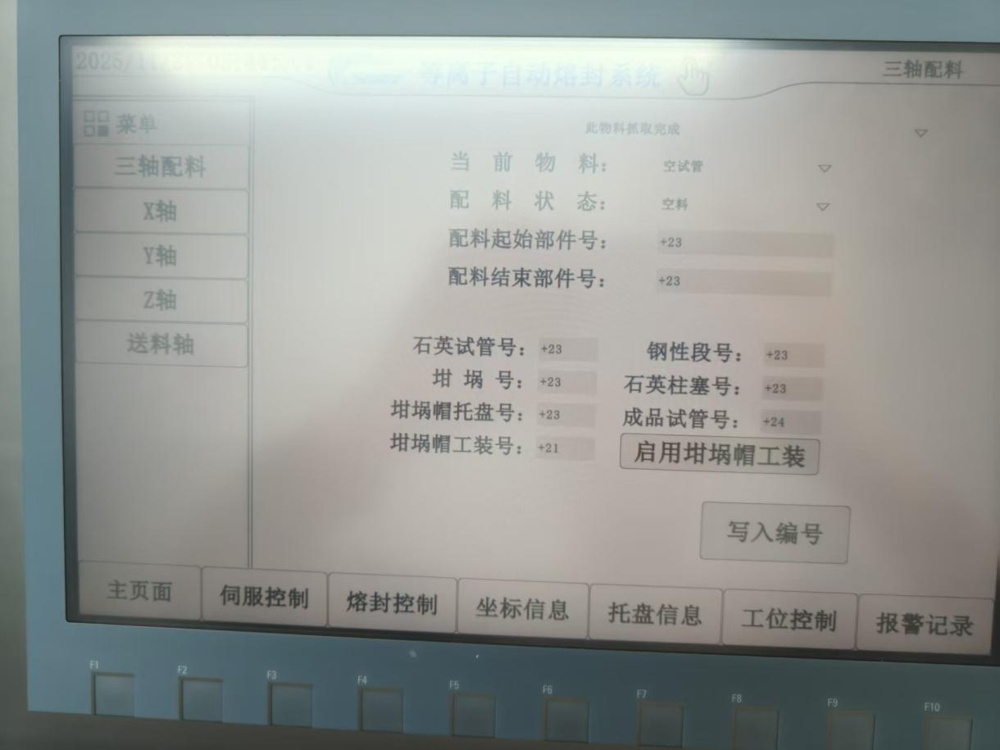 等离子自动熔封系统
三轴配料
菜单
三轴配料
X轴
Y轴
Z轴
送料轴
此物料抓取完成
当前物料： 空试管
配料状态： 空料
配料起始部件号： +23
配料结束部件号： +23
石英试管号： +23 钢性段号： +23
坩埚号： +23 石英柱塞号： +23
坩埚帽托盘号： +23 成品试管号： +24
坩埚帽工装号： +21 启用坩埚帽工装
写入编号
主页面 伺服控制 熔封控制 坐标信息 托盘信息 工位控制 报警记录
F1 F2 F3 F4 F5 F6 F7 F8 F9 F10